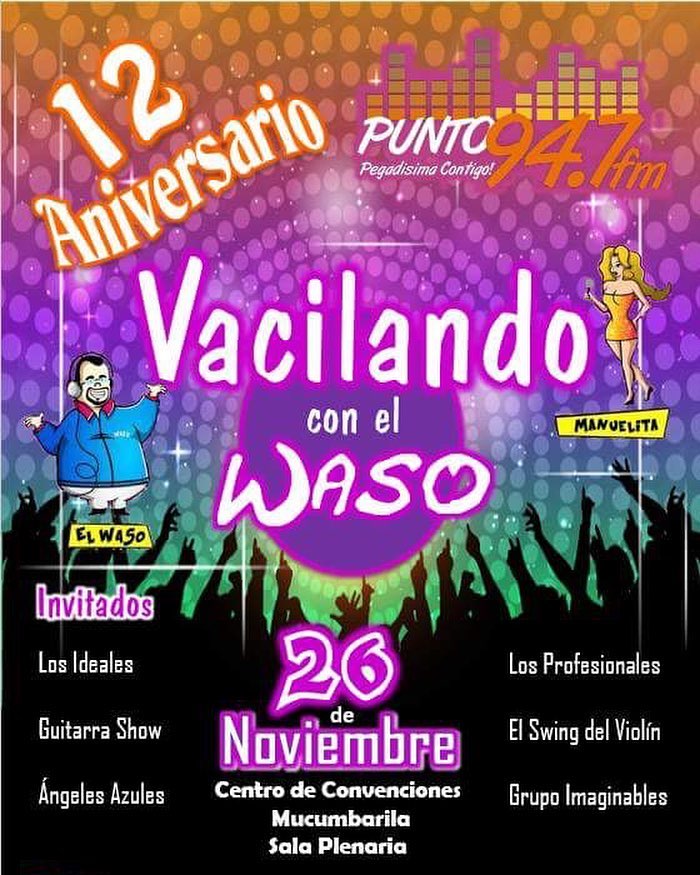 12
Aniversario
PUNTO 94.7 fm
Pegadisima Contigo!
Vacilando
con el
WASO
MANUELITA
EL WASO
Invitados
Los Ideales
Guitarra Show
Ángeles Azules
26
de
Noviembre
Centro de Convenciones
Mucumbarila
Sala Plenaria
Los Profesionales
El Swing del Violín
Grupo Imaginables